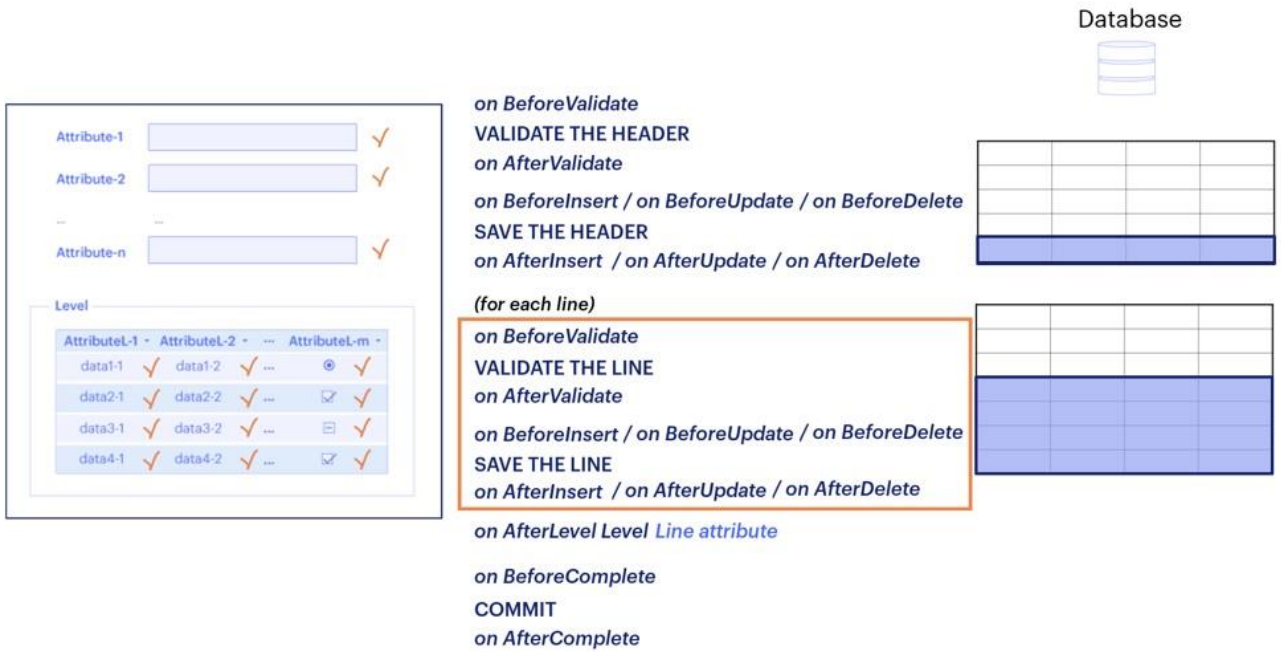 Database
Attribute-1
Attribute-2
... ...
Attribute-n
Level
AttributeL-1 AttributeL-2 ... AttributeL-m
data1-1 data1-2 ...
data2-1 data2-2 ...
data3-1 data3-2 ...
data4-1 data4-2 ...
on BeforeValidate
VALIDATE THE HEADER
on AfterValidate
on BeforeInsert / on BeforeUpdate / on BeforeDelete
SAVE THE HEADER
on AfterInsert / on AfterUpdate / on AfterDelete
(for each line)
on BeforeValidate
VALIDATE THE LINE
on AfterValidate
on BeforeInsert / on BeforeUpdate / on BeforeDelete
SAVE THE LINE
on AfterInsert / on AfterUpdate / on AfterDelete
on AfterLevel Level Line attribute
on BeforeComplete
COMMIT
on AfterComplete